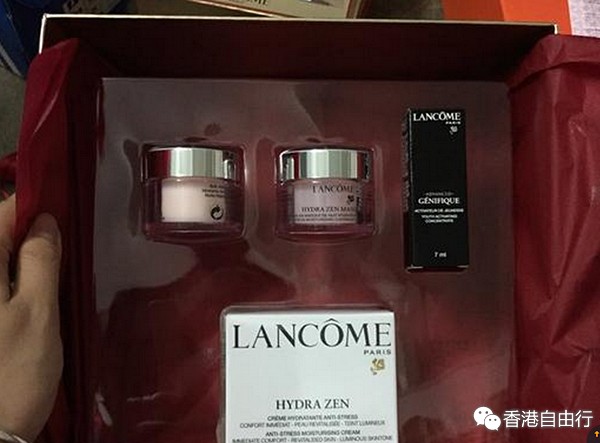 LANCÔME
PARIS
ADVANCED
GÉNIFIQUE
ACTIVATEUR DE JEUNESSE
YOUTH ACTIVATING
CONCENTRATE
7 ml
LANCÔME
HYDRA ZEN
LANCÔME
PARIS
HYDRA ZEN
CRÈME HYDRATANTE ANTI-STRESS
CONFORT IMMÉDIAT - PEAU REVITALISÉE - TEINT LUMINEUX
ANTI-STRESS MOISTURISING CREAM
IMMEDIATE COMFORT - REVITALISED SKIN - LUMINOUS SKINTONE
香港自由行